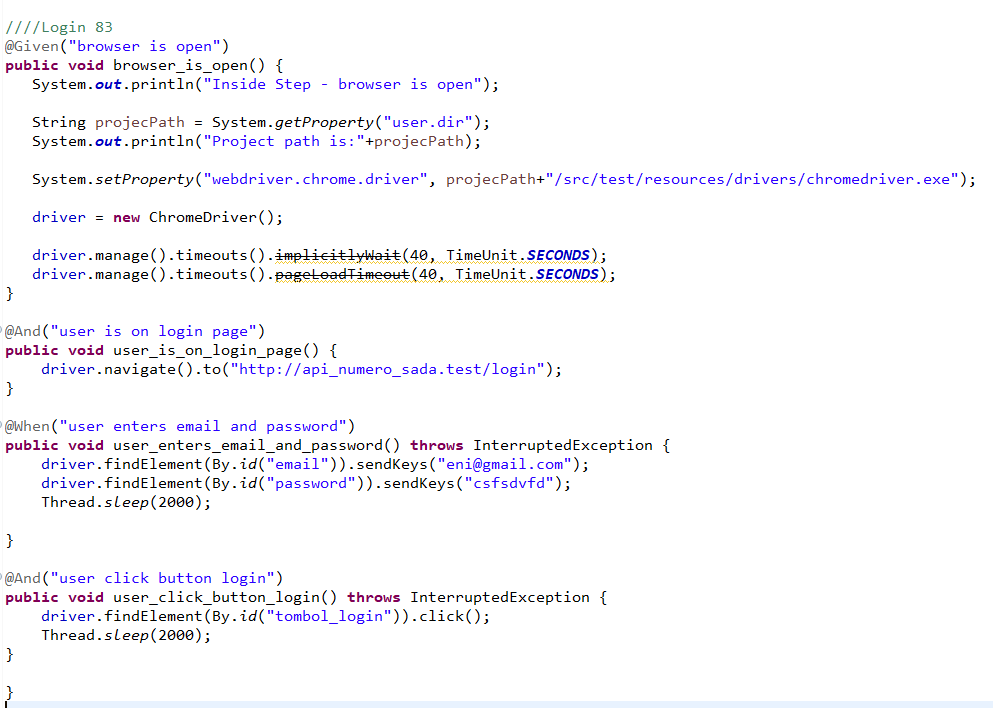 ////Login 83
@Given("browser is open")
public void browser_is_open() {
System.out.println("Inside Step - browser is open");
String projecPath = System.getProperty("user.dir");
System.out.println("Project path is:"+projecPath);
System.setProperty("webdriver.chrome.driver", projecPath+"/src/test/resources/drivers/chromedriver.exe");
driver = new ChromeDriver();
driver.manage().timeouts().implicitlyWait(40, TimeUnit.SECONDS);
driver.manage().timeouts().pageLoadTimeout(40, TimeUnit.SECONDS);
}
@And("user is on login page")
public void user_is_on_login_page() {
driver.navigate().to("http://api_numero_sada.test/login");
}
@When("user enters email and password")
public void user_enters_email_and_password() throws InterruptedException {
driver.findElement(By.id("email")).sendKeys("eni@gmail.com");
driver.findElement(By.id("password")).sendKeys("csfsdvfd");
Thread.sleep(2000);
}
@And("user click button login")
public void user_click_button_login() throws InterruptedException {
driver.findElement(By.id("tombol_login")).click();
Thread.sleep(2000);
}
}